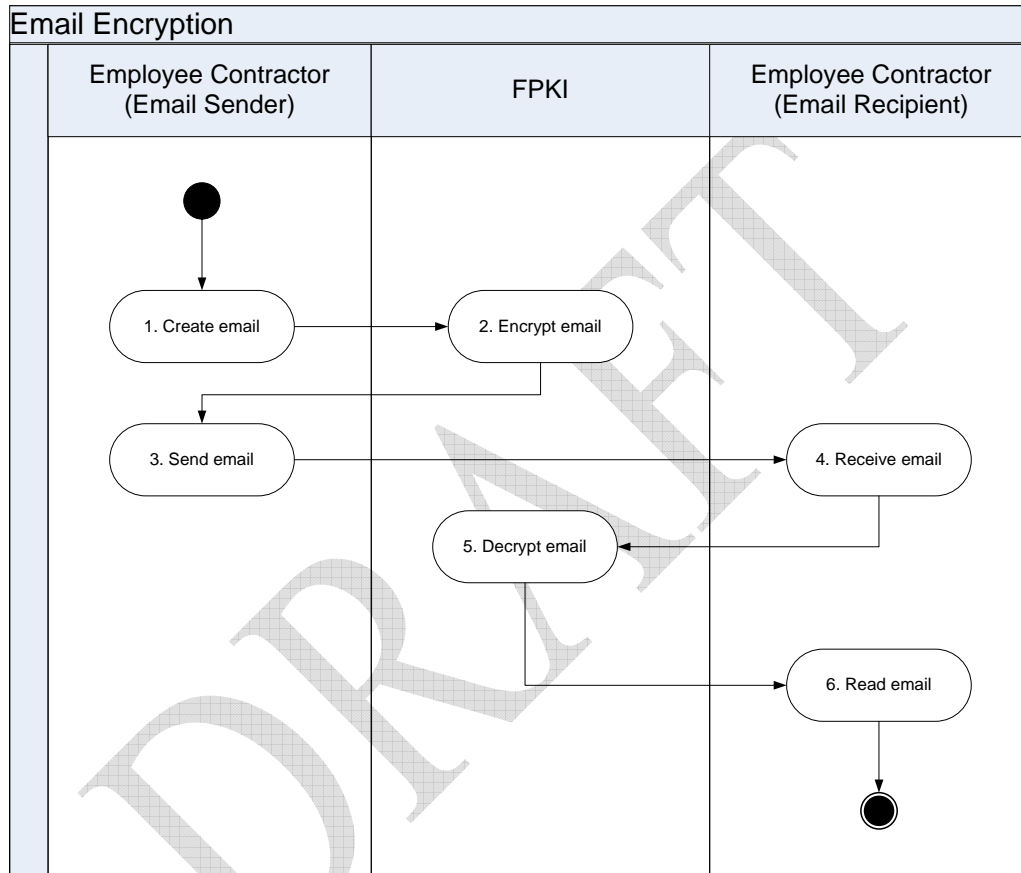 Email Encryption
Employee Contractor
(Email Sender)
FPKI
Employee Contractor
(Email Recipient)
1. Create email
2. Encrypt email
3. Send email
4. Receive email
5. Decrypt email
6. Read email
DRAFT